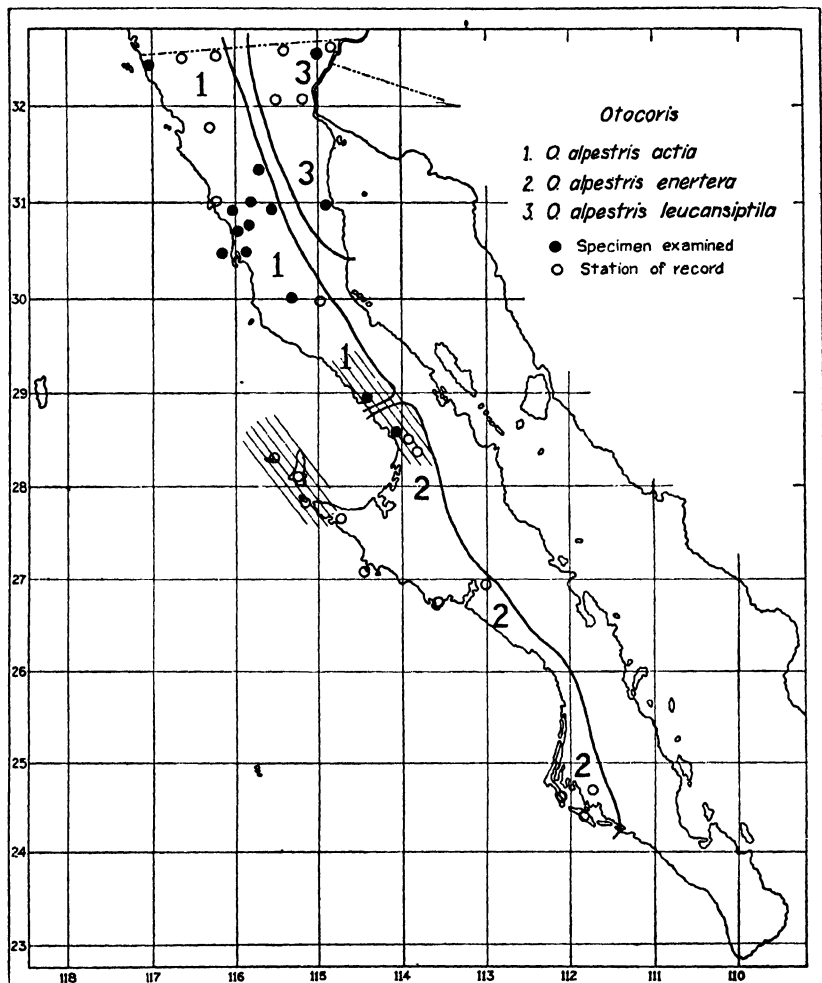 Otocoris
1. O. alpestris actia
2. O. alpestris enertera
3. O. alpestris leucansiptila
● Specimen examined
○ Station of record
1
3
32
3
31
1
30
1
29
2
28
27
2
26
25
2
24
23
118 117 116 115 114 113 112 111 110